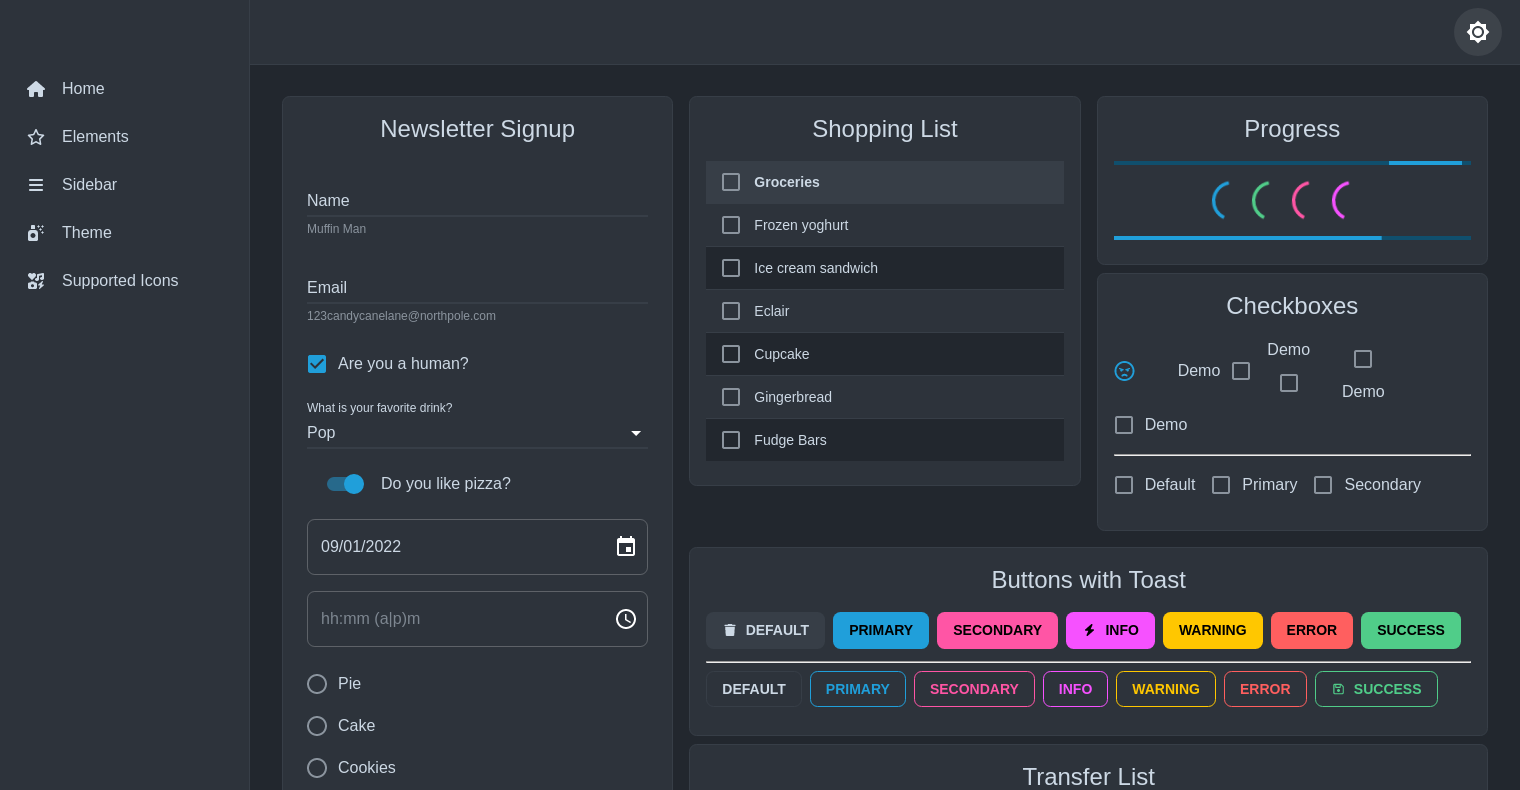 Home
Elements
Sidebar
Theme
Supported Icons
Newsletter Signup
Name
Muffin Man
Email
123candycanelane@northpole.com
Are you a human?
What is your favorite drink?
Pop
Do you like pizza?
09/01/2022
hh:mm (a|p)m
Pie
Cake
Cookies
Shopping List
Groceries
Frozen yoghurt
Ice cream sandwich
Eclair
Cupcake
Gingerbread
Fudge Bars
Progress
Checkboxes
Demo
Demo
Demo
Demo
Default Primary Secondary
Buttons with Toast
DEFAULT PRIMARY SECONDARY INFO WARNING ERROR SUCCESS
DEFAULT PRIMARY SECONDARY INFO WARNING ERROR SUCCESS
Transfer List